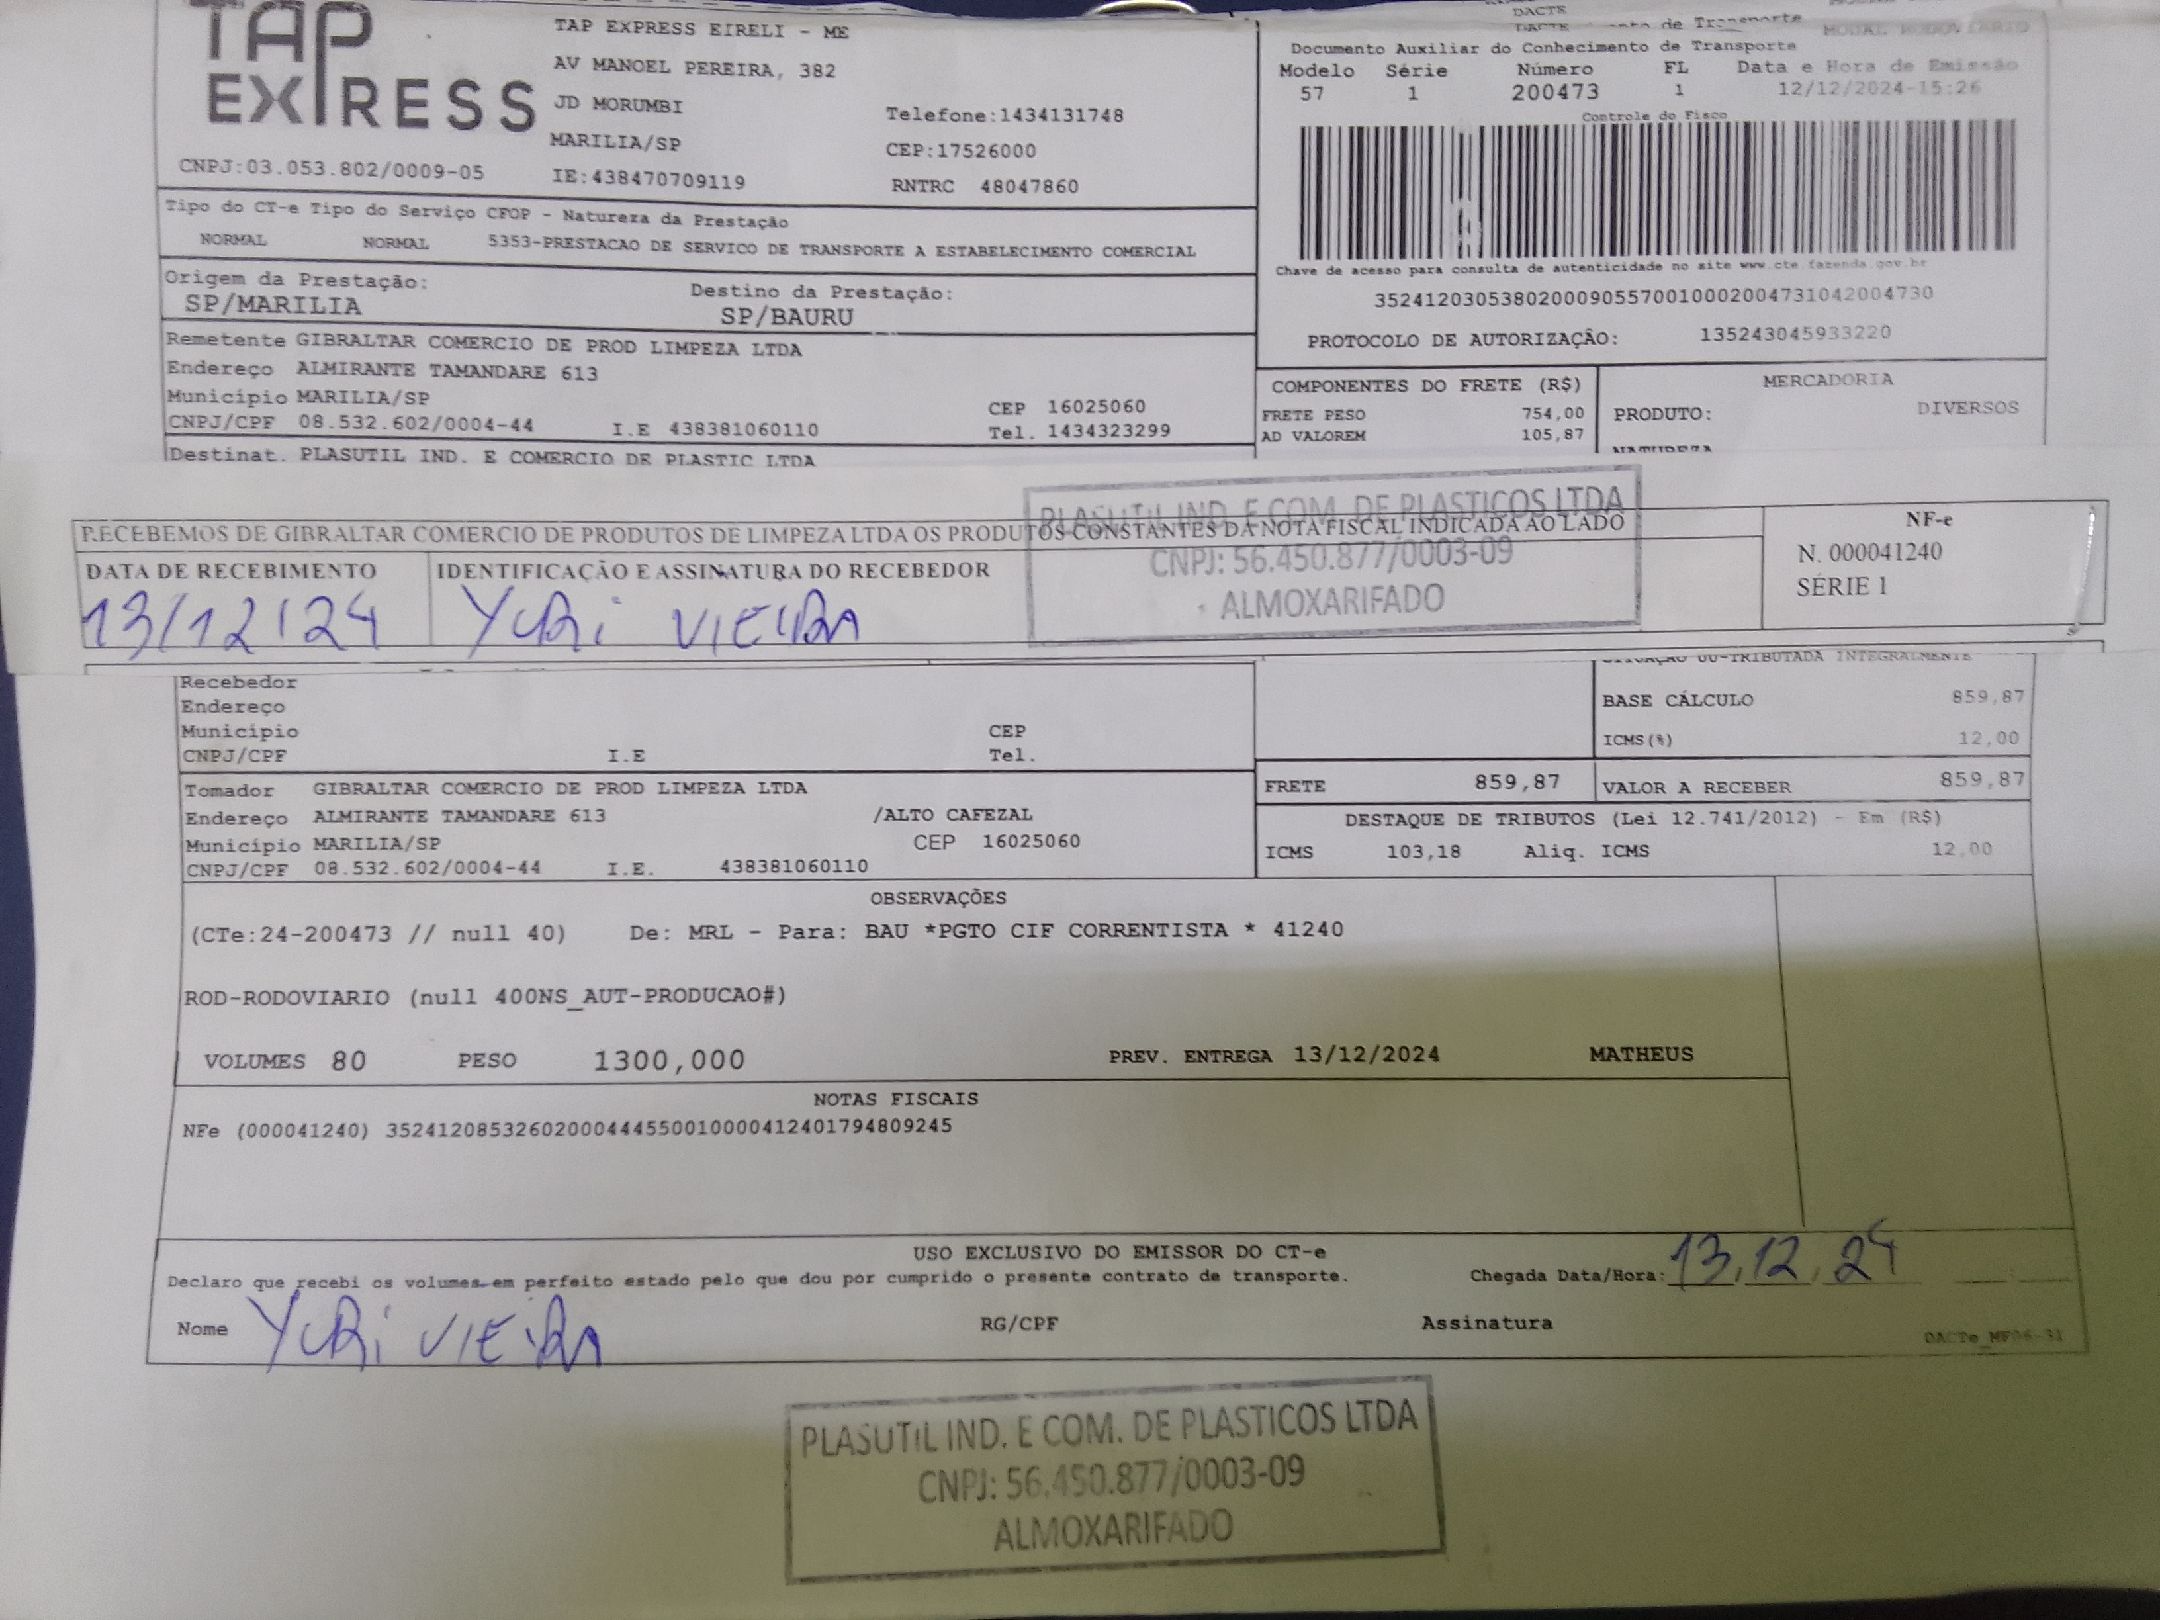 TAP
EXPRESS
TAP EXPRESS EIRELI - ME
AV MANOEL PEREIRA, 382
JD MORUMBI
Telefone:1434131748
MARILIA/SP
CEP:17526000
CNPJ:03.053.802/0009-05
IE:438470709119
RNTRC 48047860
DACTE
DACTE
de Transporte
MODAL RODOVIARIO
Documento Auxiliar do Conhecimento de Transporte
Modelo Série Número FL Data e Hora de Emissão
57 1 200473 1 12/12/2024-15:26
Controle do Fisco
Chave de acesso para consulta de autenticidade no site www.cte.fazenda.gov.br
35241203053802000905570010002004731042004730
PROTOCOLO DE AUTORIZAÇÃO: 135243045933220
Tipo do CT-e Tipo do Serviço CFOP - Natureza da Prestação
NORMAL NORMAL 5353-PRESTACAO DE SERVICO DE TRANSPORTE A ESTABELECIMENTO COMERCIAL
Origem da Prestação: Destino da Prestação:
SP/MARILIA SP/BAURU
Remetente GIBRALTAR COMERCIO DE PROD LIMPEZA LTDA
Endereço ALMIRANTE TAMANDARE 613
Município MARILIA/SP CEP 16025060
CNPJ/CPF 08.532.602/0004-44 I.E 438381060110 Tel. 1434323299
Destinat. PLASUTIL IND. E COMERCIO DE PLASTIC LTDA
COMPONENTES DO FRETE (R$)
FRETE PESO 754,00
AD VALOREM 105,87
MERCADORIA
PRODUTO: DIVERSOS
NATUREZA
PLASUTIL IND. E COM. DE PLASTICOS LTDA
CNPJ: 56.450.877/0003-09
ALMOXARIFADO
RECEBEMOS DE GIBRALTAR COMERCIO DE PRODUTOS DE LIMPEZA LTDA OS PRODUTOS CONSTANTES DA NOTA FISCAL INDICADA AO LADO
DATA DE RECEBIMENTO IDENTIFICAÇÃO E ASSINATURA DO RECEBEDOR
13/12/24 YURi VIEIRA
NF-e
N. 000041240
SÉRIE 1
Recebedor
Endereço
Município CEP
CNPJ/CPF I.E Tel.
SITUAÇÃO 00-TRIBUTADA INTEGRALMENTE
BASE CÁLCULO 859,87
ICMS(%) 12,00
FRETE 859,87 VALOR A RECEBER 859,87
Tomador GIBRALTAR COMERCIO DE PROD LIMPEZA LTDA
Endereço ALMIRANTE TAMANDARE 613 /ALTO CAFEZAL
Município MARILIA/SP CEP 16025060
CNPJ/CPF 08.532.602/0004-44 I.E. 438381060110
DESTAQUE DE TRIBUTOS (Lei 12.741/2012) - Em (R$)
ICMS 103,18 Aliq. ICMS 12,00
OBSERVAÇÕES
(CTe:24-200473 // null 40) De: MRL - Para: BAU *PGTO CIF CORRENTISTA * 41240
ROD-RODOVIARIO (null 400NS_AUT-PRODUCAO#)
VOLUMES 80 PESO 1300,000 PREV. ENTREGA 13/12/2024 MATHEUS
NOTAS FISCAIS
NFe (000041240) 35241208532602000444550010000412401794809245
USO EXCLUSIVO DO EMISSOR DO CT-e
Declaro que recebi os volumes em perfeito estado pelo que dou por cumprido o presente contrato de transporte. Chegada Data/Hora: 13,12,24
Nome YURi VIEIRA RG/CPF Assinatura
DACTe_MF06-31
PLASUTIL IND. E COM. DE PLASTICOS LTDA
CNPJ: 56.450.877/0003-09
ALMOXARIFADO